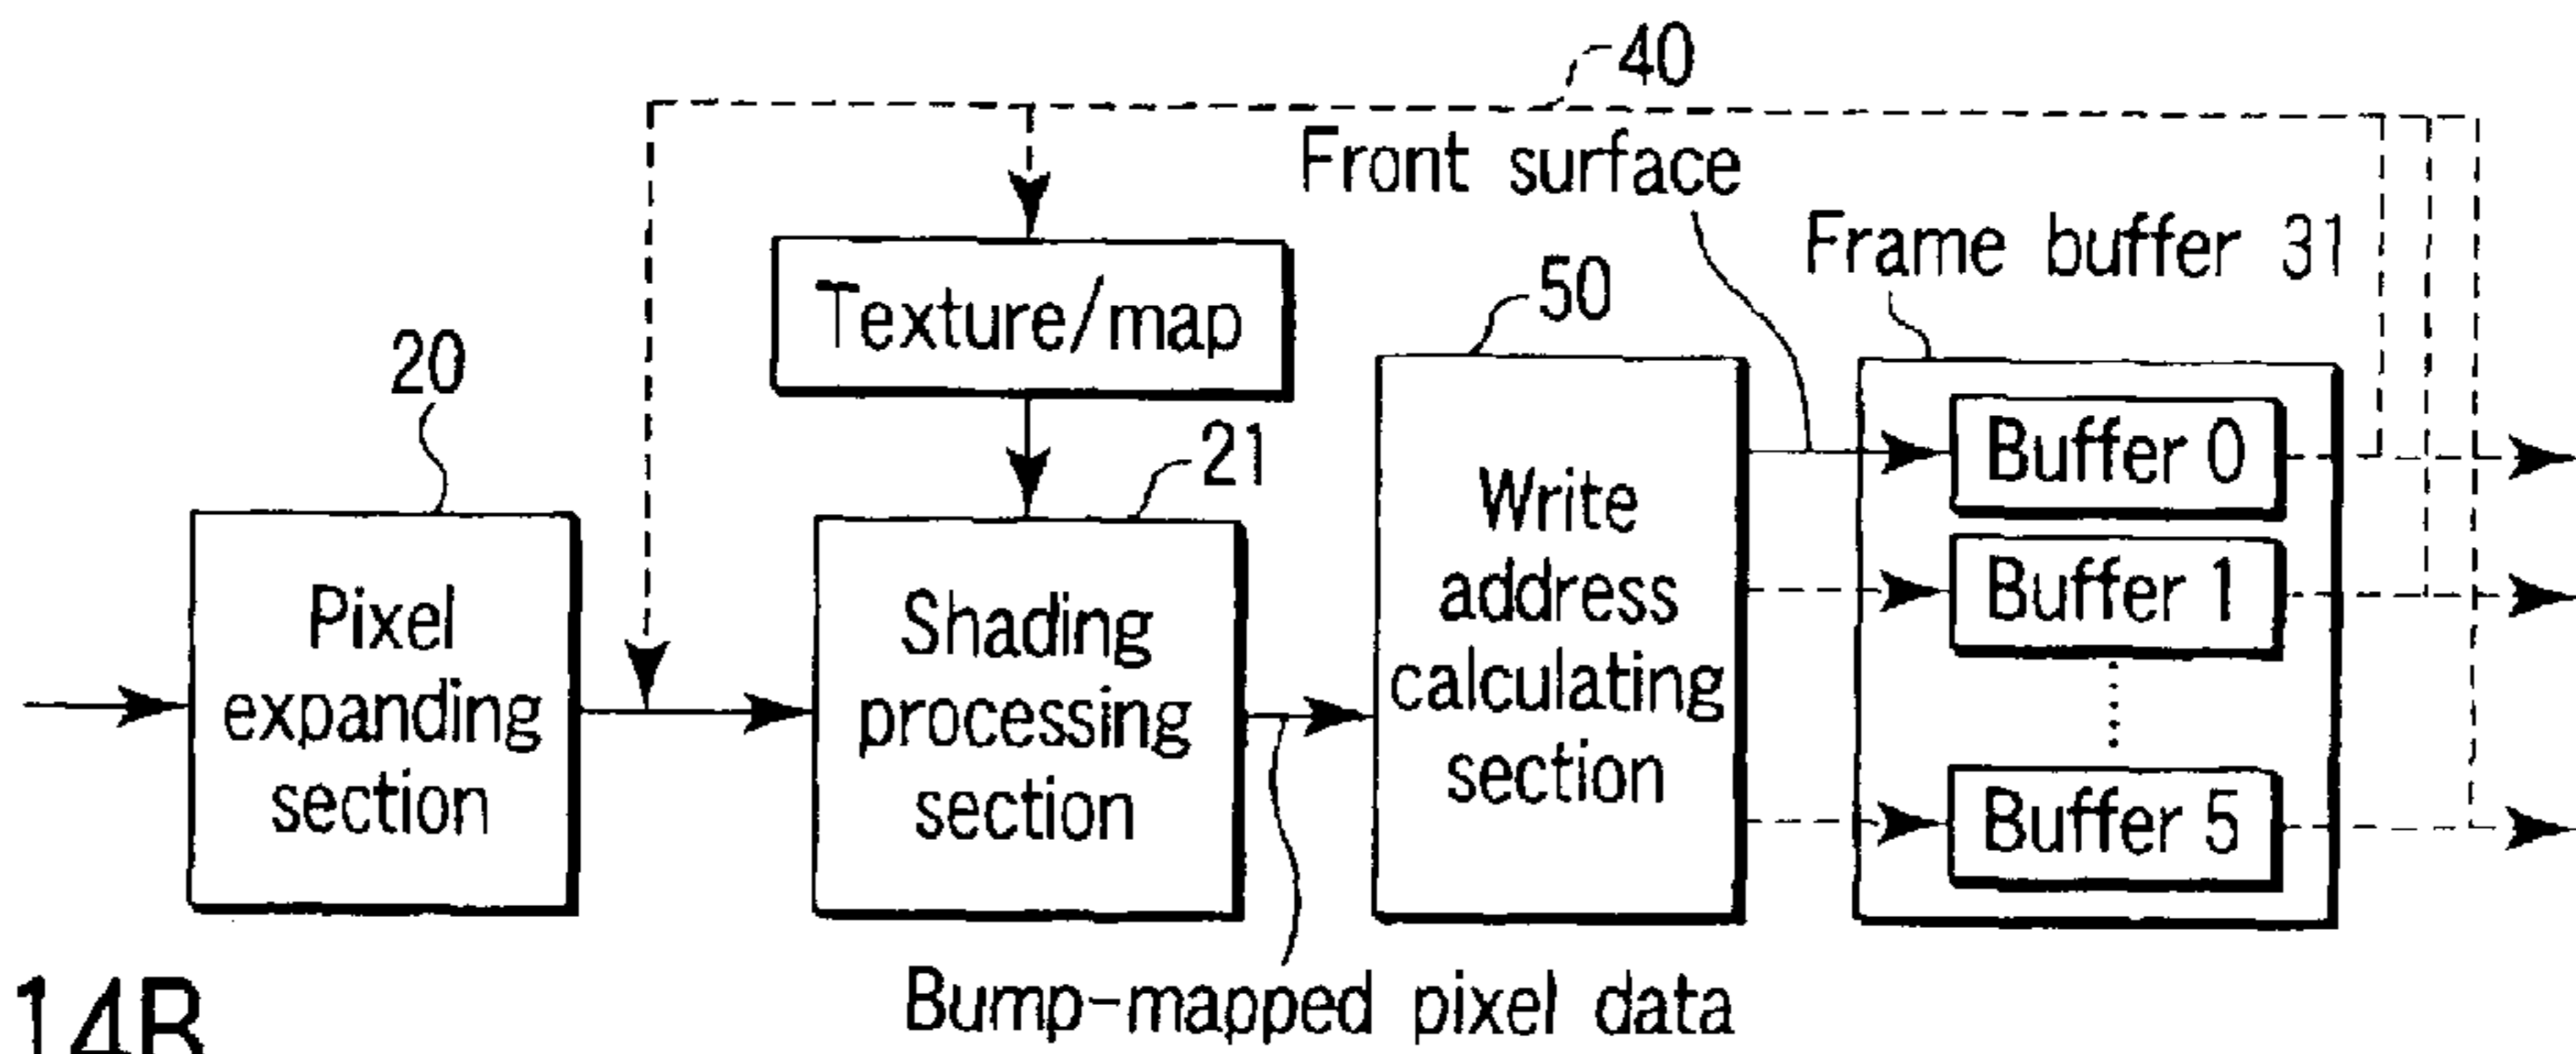 40
Front surface
Frame buffer 31
Texture/map
50
20
21
Buffer 0
Write
address
calculating
section
Buffer 1
Pixel
expanding
section
Shading
processing
section
Buffer 5
Bump-mapped pixel data
14B